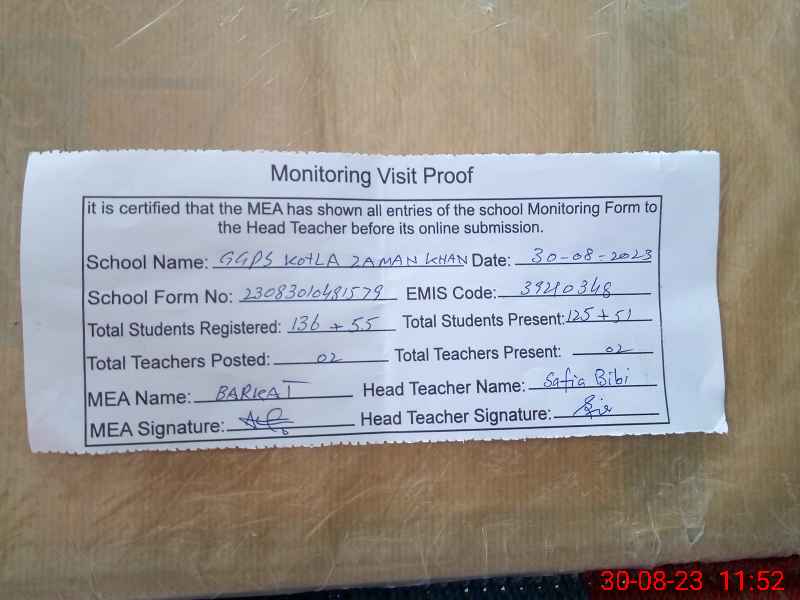 Monitoring Visit Proof
it is certified that the MEA has shown all entries of the school Monitoring Form to
the Head Teacher before its online submission.
School Name: GGPS KOTLA ZAMAN KHAN Date: 30-08-2023
School Form No: 23083010481579 EMIS Code: 39210348
Total Students Registered: 136 + 55 Total Students Present: 125 + 51
Total Teachers Posted: 02 Total Teachers Present: 02
MEA Name: BARKAT Head Teacher Name: Safia Bibi
MEA Signature: Head Teacher Signature:
30-08-23 11:52